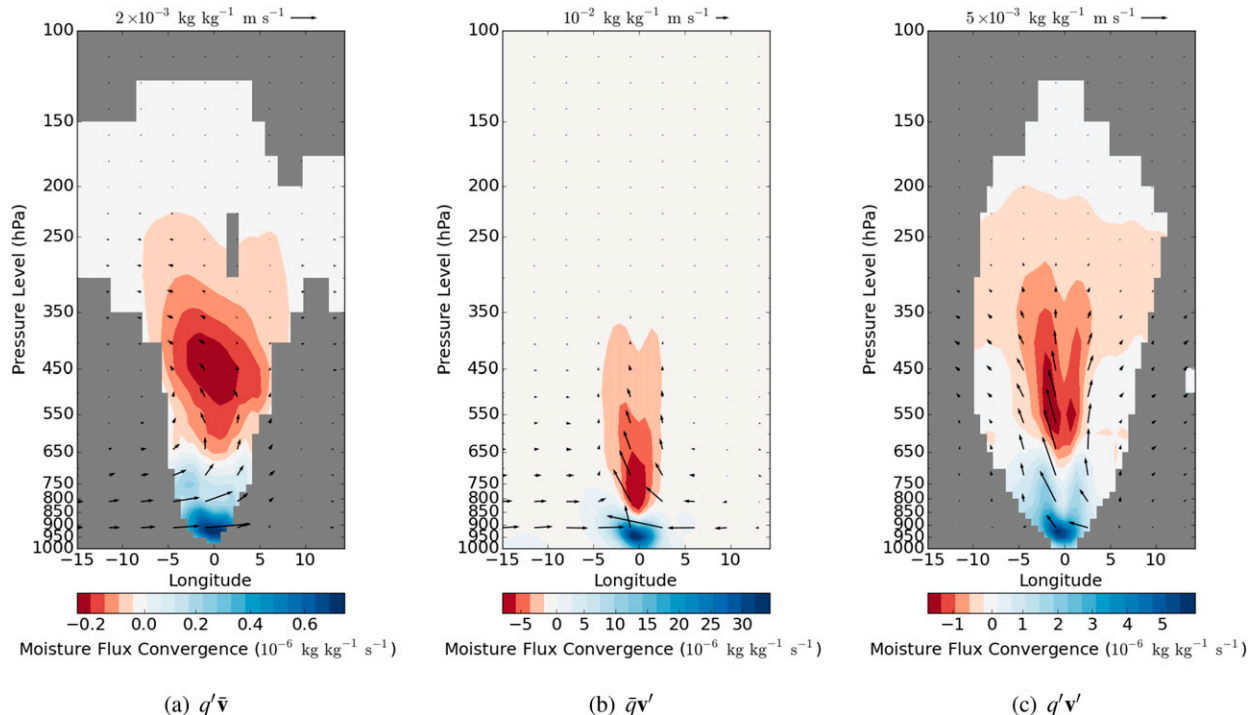 2×10⁻³ kg kg⁻¹ m s⁻¹
100
150
200
250
350
450
550
650
750
800
850
900
950
1000
Pressure Level (hPa)
−15 −10 −5 0 5 10
Longitude
−0.2 0.0 0.2 0.4 0.6
Moisture Flux Convergence (10⁻⁶ kg kg⁻¹ s⁻¹)
(a) q′v̄
10⁻² kg kg⁻¹ m s⁻¹
100
150
200
250
350
450
550
650
750
800
850
900
950
1000
Pressure Level (hPa)
−15 −10 −5 0 5 10
Longitude
−5 0 5 10 15 20 25 30
Moisture Flux Convergence (10⁻⁶ kg kg⁻¹ s⁻¹)
(b) q̄v′
5×10⁻³ kg kg⁻¹ m s⁻¹
100
150
200
250
350
450
550
650
750
800
850
900
950
1000
Pressure Level (hPa)
−15 −10 −5 0 5 10
Longitude
−1 0 1 2 3 4 5
Moisture Flux Convergence (10⁻⁶ kg kg⁻¹ s⁻¹)
(c) q′v′